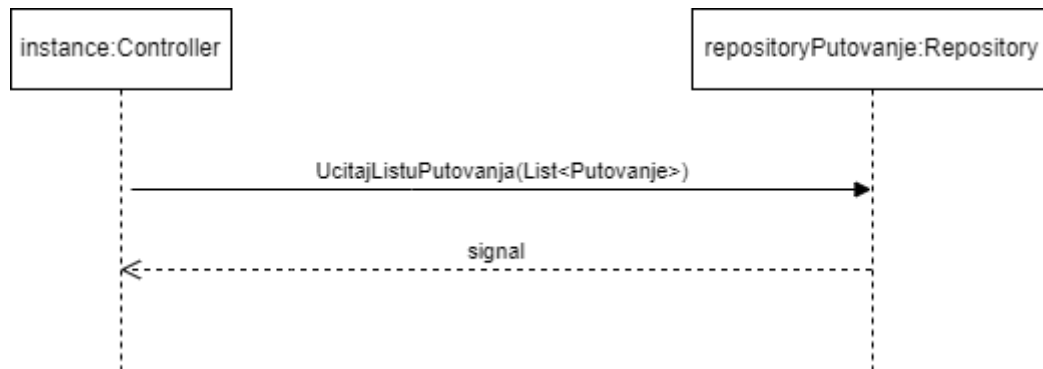 instance:Controller
repositoryPutovanje:Repository
UcitajListuPutovanja(List<Putovanje>)
signal